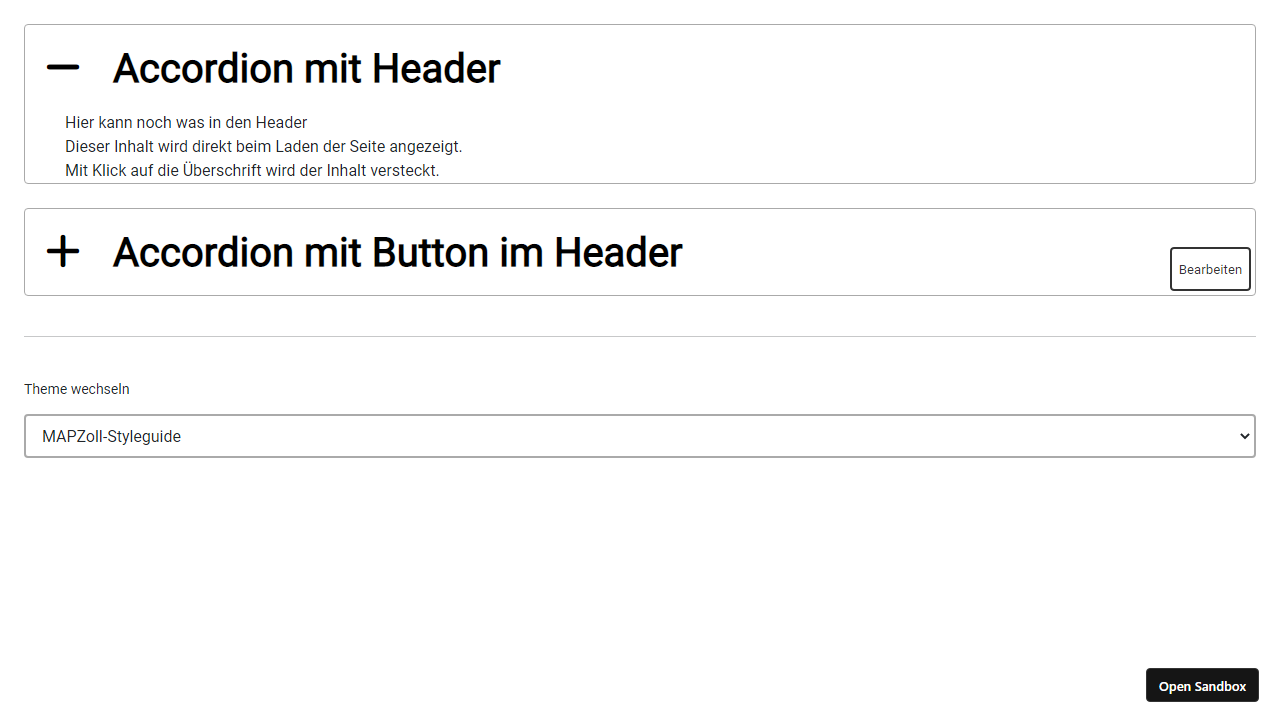 Accordion mit Header
Hier kann noch was in den Header
Dieser Inhalt wird direkt beim Laden der Seite angezeigt.
Mit Klick auf die Überschrift wird der Inhalt versteckt.
Accordion mit Button im Header
Bearbeiten
Theme wechseln
MAPZoll-Styleguide
Open Sandbox